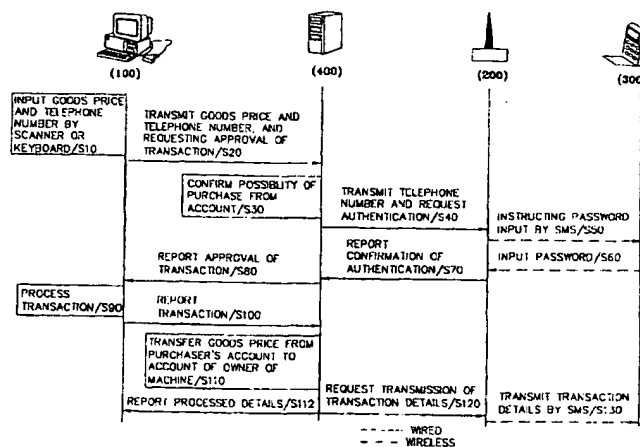 (100)
(400)
(200)
(300
INPUT GOODS PRICE
AND TELEPHONE
NUMBER BY
SCANNER OR
KEYBOARD/S10
TRANSMIT GOODS PRICE AND
TELEPHONE NUMBER, AND
REQUESTING APPROVAL OF
TRANSACTION/S20
CONFIRM POSSIBLITY OF
PURCHASE FROM
ACCOUNT/S30
TRANSMIT TELEPHONE
NUMBER AND REQUEST
AUTHENTICATION/S40
INSTRUCTING PASSWORD
INPUT BY SMS/S50
INPUT PASSWORD/S60
REPORT
CONFIRMATION OF
AUTHENTICATION/S70
REPORT APPROVAL OF
TRANSACTION/S80
PROCESS
TRANSACTION/S90
REPORT
TRANSACTION/S100
TRANSFER GOODS PRICE FROM
PURCHASER'S ACCOUNT TO
ACCOUNT OF OWNER OF
MACHINE/S110
REPORT PROCESSED DETAILS/S112
REQUEST TRANSMISSION OF
TRANSACTION DETAILS/S120
TRANSMIT TRANSACTION
DETAILS BY SMS/S130
WIRED
WIRELESS